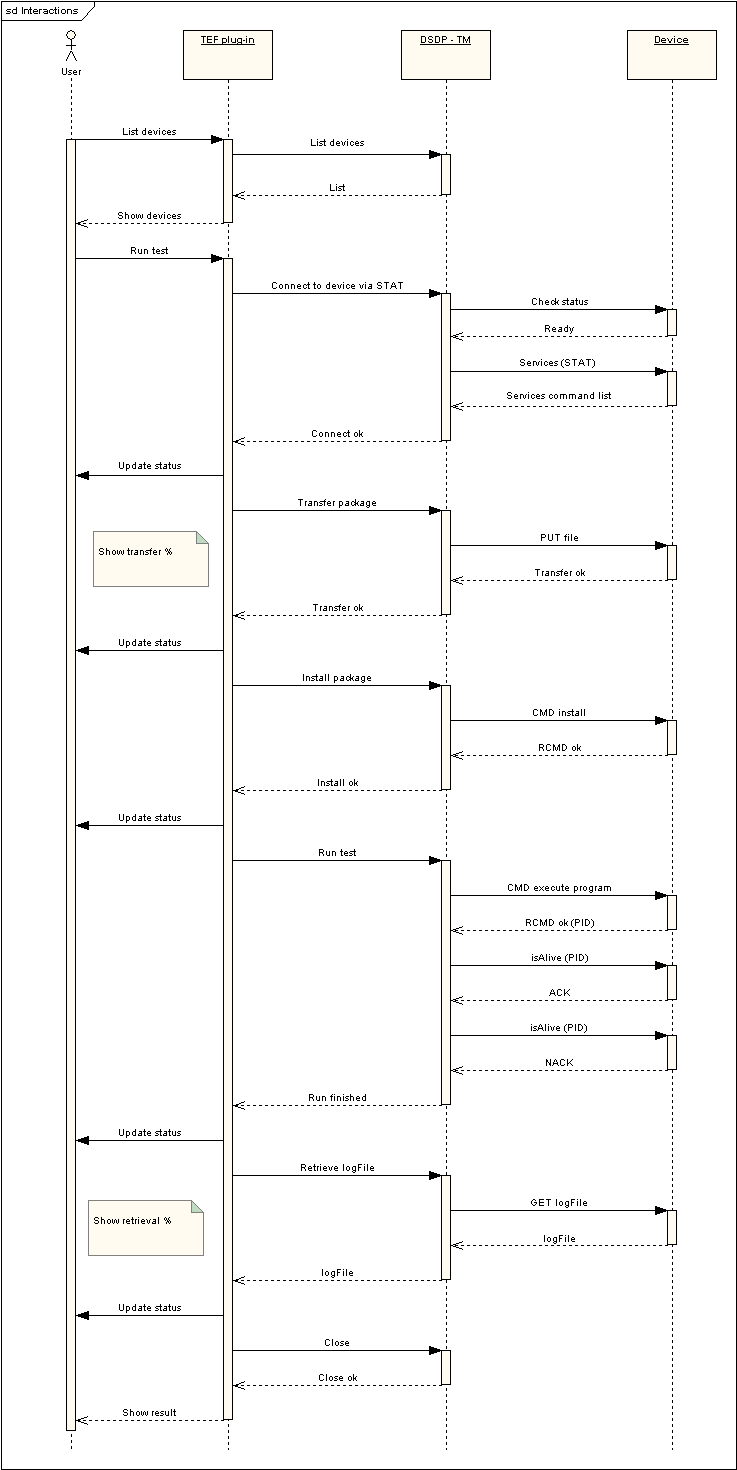 sd Interactions
User
TEF plug-in
DSDP - TM
Device
List devices
List devices
List
Show devices
Run test
Connect to device via STAT
Check status
Ready
Services (STAT)
Services command list
Connect ok
Update status
Transfer package
Show transfer %
PUT file
Transfer ok
Transfer ok
Update status
Install package
CMD install
RCMD ok
Install ok
Update status
Run test
CMD execute program
RCMD ok (PID)
isAlive (PID)
ACK
isAlive (PID)
NACK
Run finished
Update status
Retrieve logFile
GET logFile
Show retrieval %
logFile
logFile
Update status
Close
Close ok
Show result